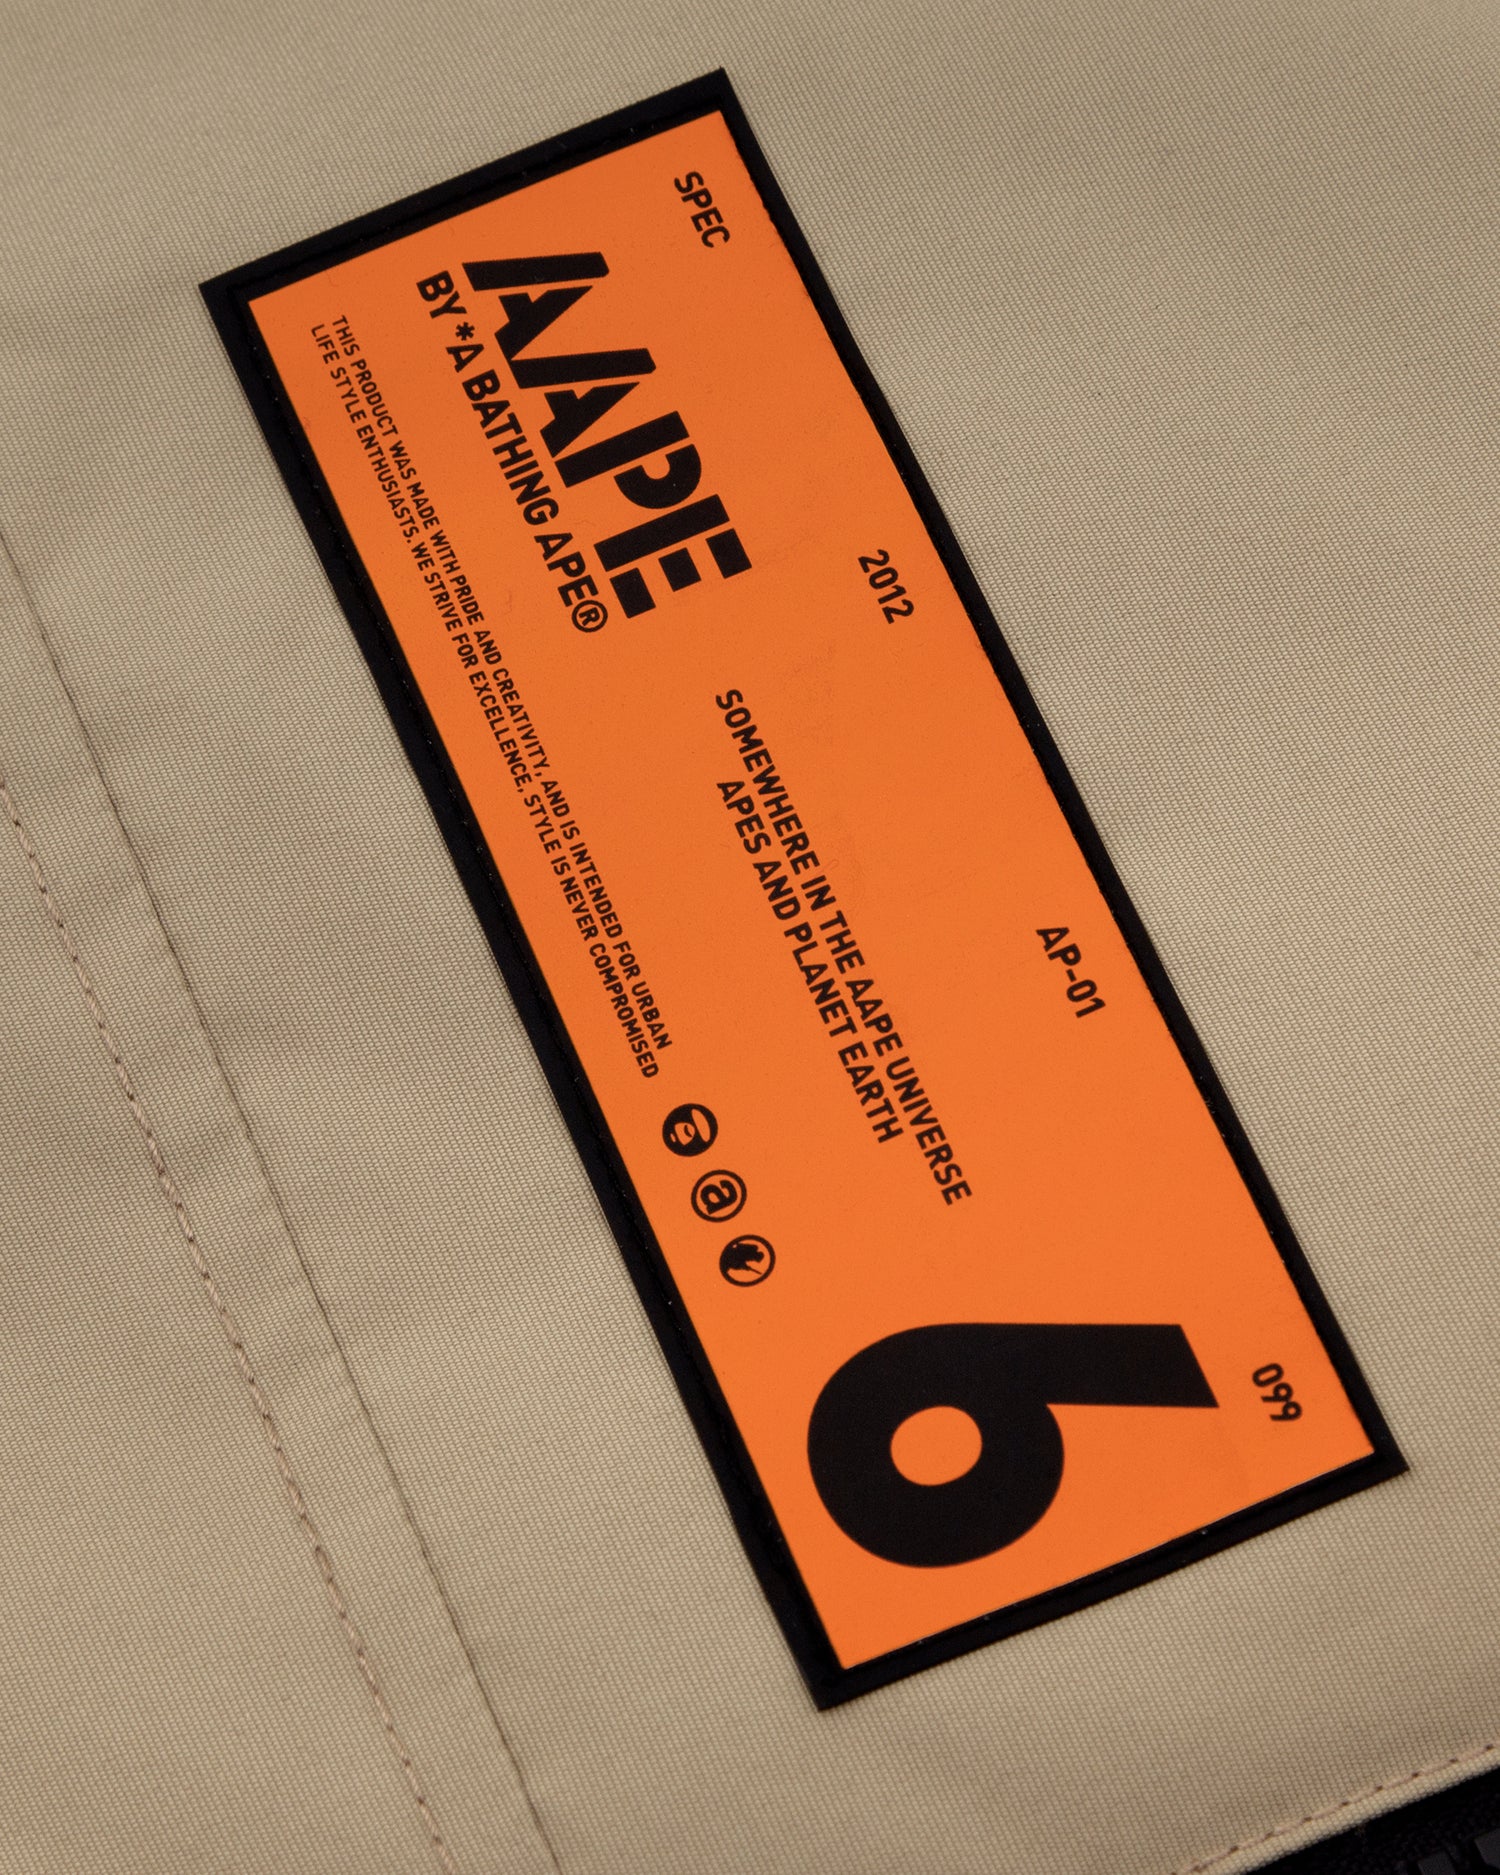 SPEC
2012
AP-01
099
AAPE
BY *A BATHING APE®
SOMEWHERE IN THE AAPE UNIVERSE
APES AND PLANET EARTH
THIS PRODUCT WAS MADE WITH PRIDE AND CREATIVITY, AND IS INTENDED FOR URBAN
LIFE STYLE ENTHUSIASTS. WE STRIVE FOR EXCELLENCE, STYLE IS NEVER COMPROMISED
a
6